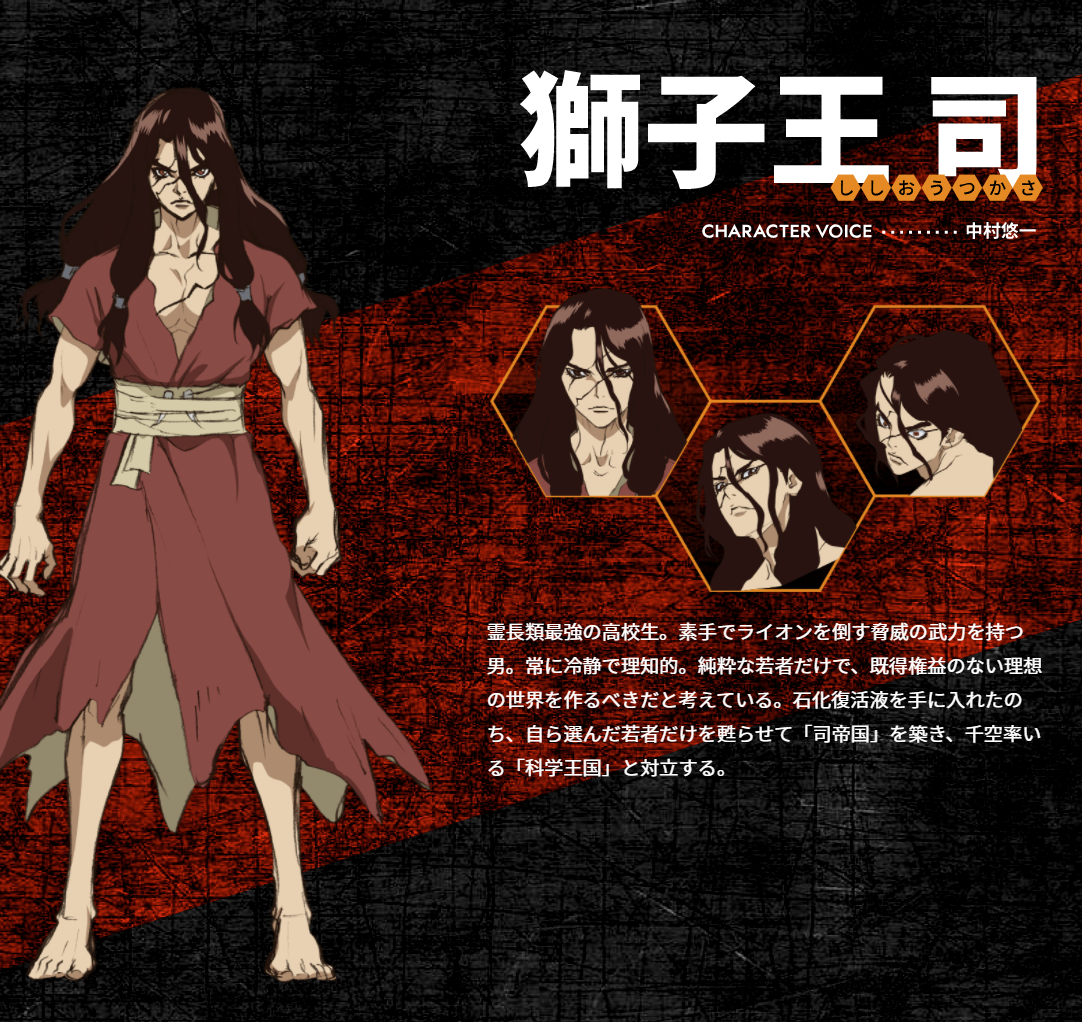 獅子王 司
ししおうつかさ
CHARACTER VOICE ········· 中村悠一
霊長類最強の高校生。素手でライオンを倒す脅威の武力を持つ
男。常に冷静で理知的。純粋な若者だけで、既得権益のない理想
の世界を作るべきだと考えている。石化復活液を手に入れたの
ち、自ら選んだ若者だけを甦らせて「司帝国」を築き、千空率い
る「科学王国」と対立する。